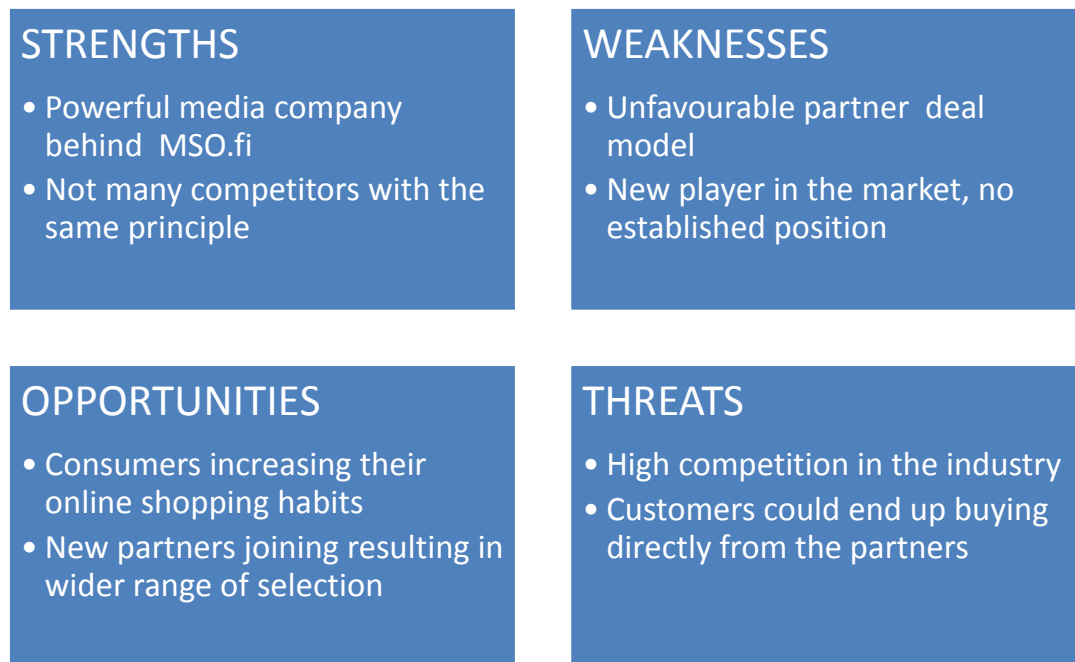 STRENGTHS
• Powerful media company
behind MSO.fi
• Not many competitors with the
same principle
WEAKNESSES
• Unfavourable partner deal
model
• New player in the market, no
established position
OPPORTUNITIES
• Consumers increasing their
online shopping habits
• New partners joining resulting in
wider range of selection
THREATS
• High competition in the industry
• Customers could end up buying
directly from the partners